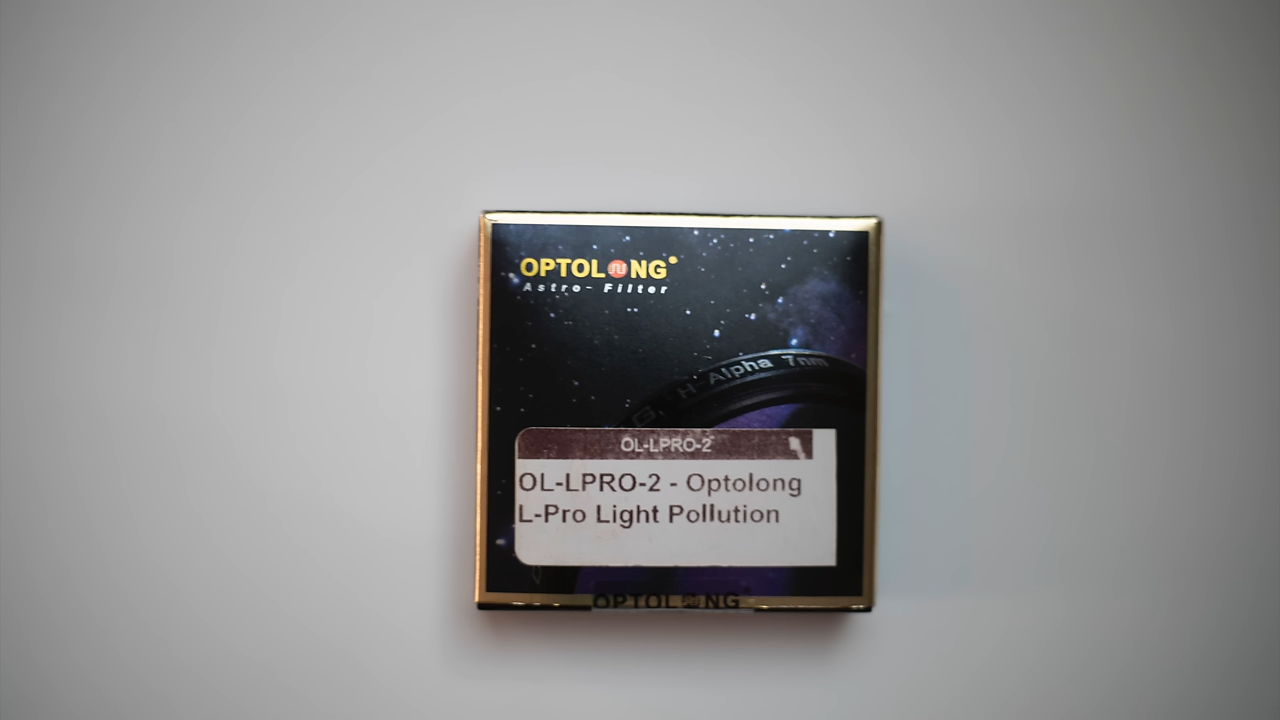 OPTOLONG
Astro- Filter
G, H Alpha 7nm
OL-LPRO-2
OL-LPRO-2 - Optolong
L-Pro Light Pollution
OPTOLONG